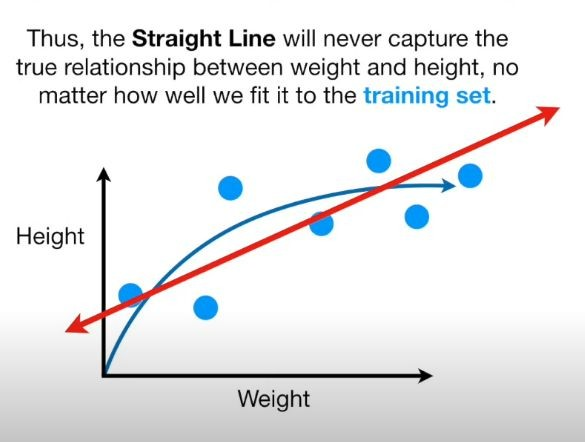 Thus, the Straight Line will never capture the
true relationship between weight and height, no
matter how well we fit it to the training set.
Height
Weight